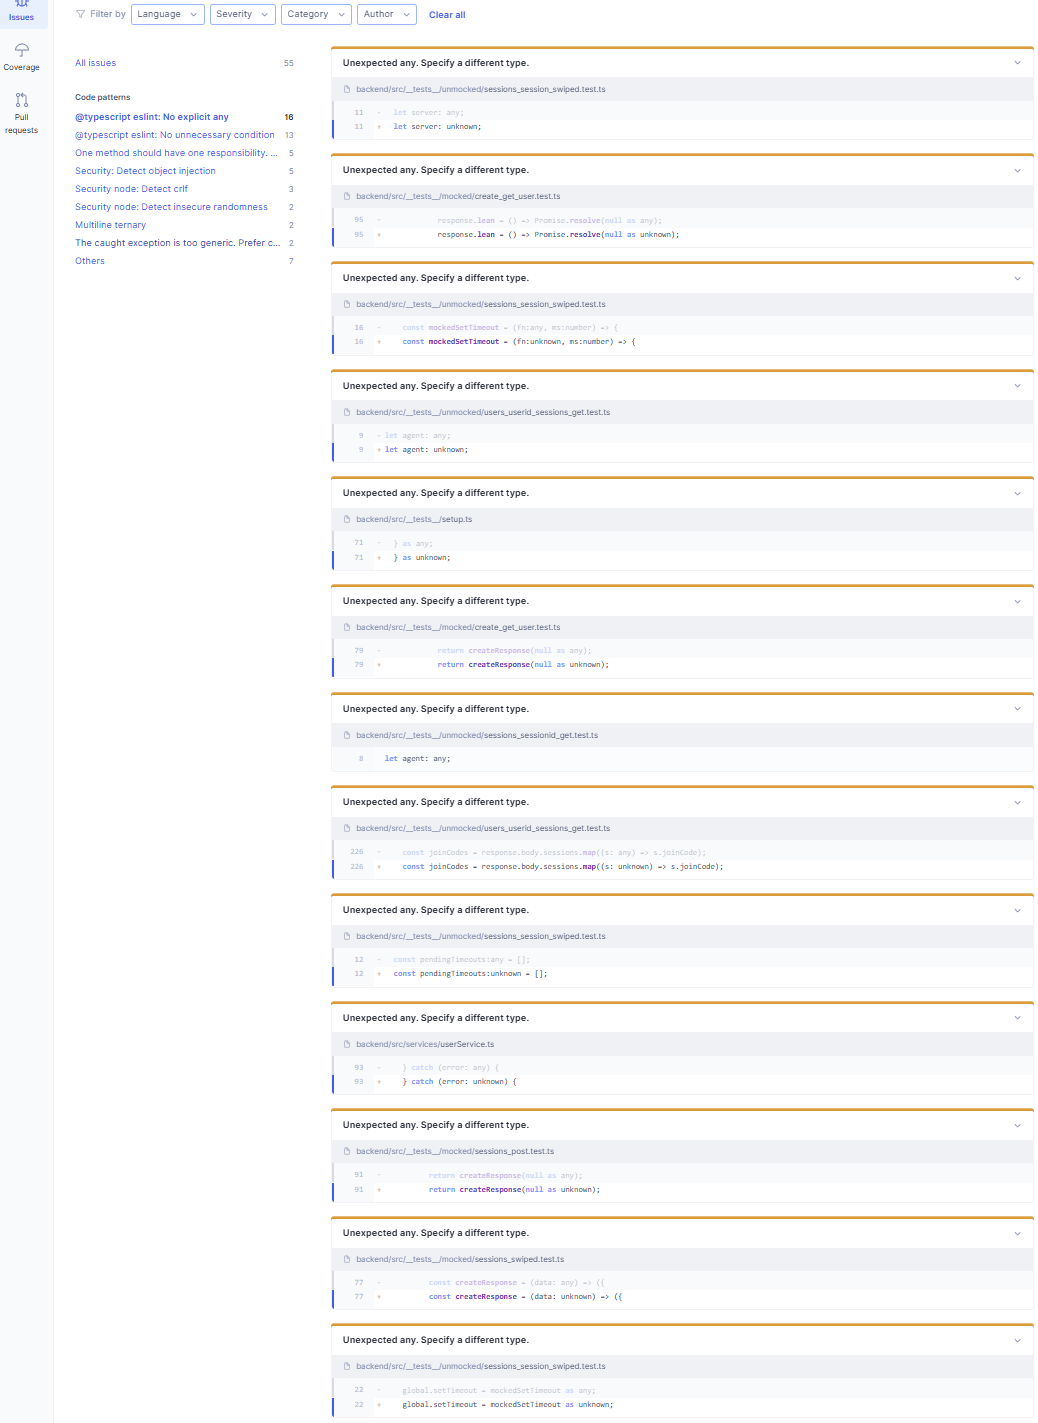 Issues
Coverage
Pull
requests
Filter by Language Severity Category Author Clear all
All issues 55
Code patterns
@typescript eslint: No explicit any 16
@typescript eslint: No unnecessary condition 13
One method should have one responsibility. ... 5
Security: Detect object injection 5
Security node: Detect crlf 3
Security node: Detect insecure randomness 2
Multiline ternary 2
The caught exception is too generic. Prefer c... 2
Others 7
Unexpected any. Specify a different type.
backend/src/__tests__/unmocked/sessions_session_swiped.test.ts
11 - let server: any;
11 + let server: unknown;
Unexpected any. Specify a different type.
backend/src/__tests__/mocked/create_get_user.test.ts
95 - response.lean = () => Promise.resolve(null as any);
95 + response.lean = () => Promise.resolve(null as unknown);
Unexpected any. Specify a different type.
backend/src/__tests__/unmocked/sessions_session_swiped.test.ts
16 - const mockedSetTimeout = (fn:any, ms:number) => {
16 + const mockedSetTimeout = (fn:unknown, ms:number) => {
Unexpected any. Specify a different type.
backend/src/__tests__/unmocked/users_userid_sessions_get.test.ts
9 - let agent: any;
9 + let agent: unknown;
Unexpected any. Specify a different type.
backend/src/__tests__/setup.ts
71 - } as any;
71 + } as unknown;
Unexpected any. Specify a different type.
backend/src/__tests__/mocked/create_get_user.test.ts
79 - return createResponse(null as any);
79 + return createResponse(null as unknown);
Unexpected any. Specify a different type.
backend/src/__tests__/unmocked/sessions_sessionid_get.test.ts
8 let agent: any;
Unexpected any. Specify a different type.
backend/src/__tests__/unmocked/users_userid_sessions_get.test.ts
226 - const joinCodes = response.body.sessions.map((s: any) => s.joinCode);
226 + const joinCodes = response.body.sessions.map((s: unknown) => s.joinCode);
Unexpected any. Specify a different type.
backend/src/__tests__/unmocked/sessions_session_swiped.test.ts
12 - const pendingTimeouts:any = [];
12 + const pendingTimeouts:unknown = [];
Unexpected any. Specify a different type.
backend/src/services/userService.ts
93 - } catch (error: any) {
93 + } catch (error: unknown) {
Unexpected any. Specify a different type.
backend/src/__tests__/mocked/sessions_post.test.ts
91 - return createResponse(null as any);
91 + return createResponse(null as unknown);
Unexpected any. Specify a different type.
backend/src/__tests__/mocked/sessions_swiped.test.ts
77 - const createResponse = (data: any) => ({
77 + const createResponse = (data: unknown) => ({
Unexpected any. Specify a different type.
backend/src/__tests__/unmocked/sessions_session_swiped.test.ts
22 - global.setTimeout = mockedSetTimeout as any;
22 + global.setTimeout = mockedSetTimeout as unknown;